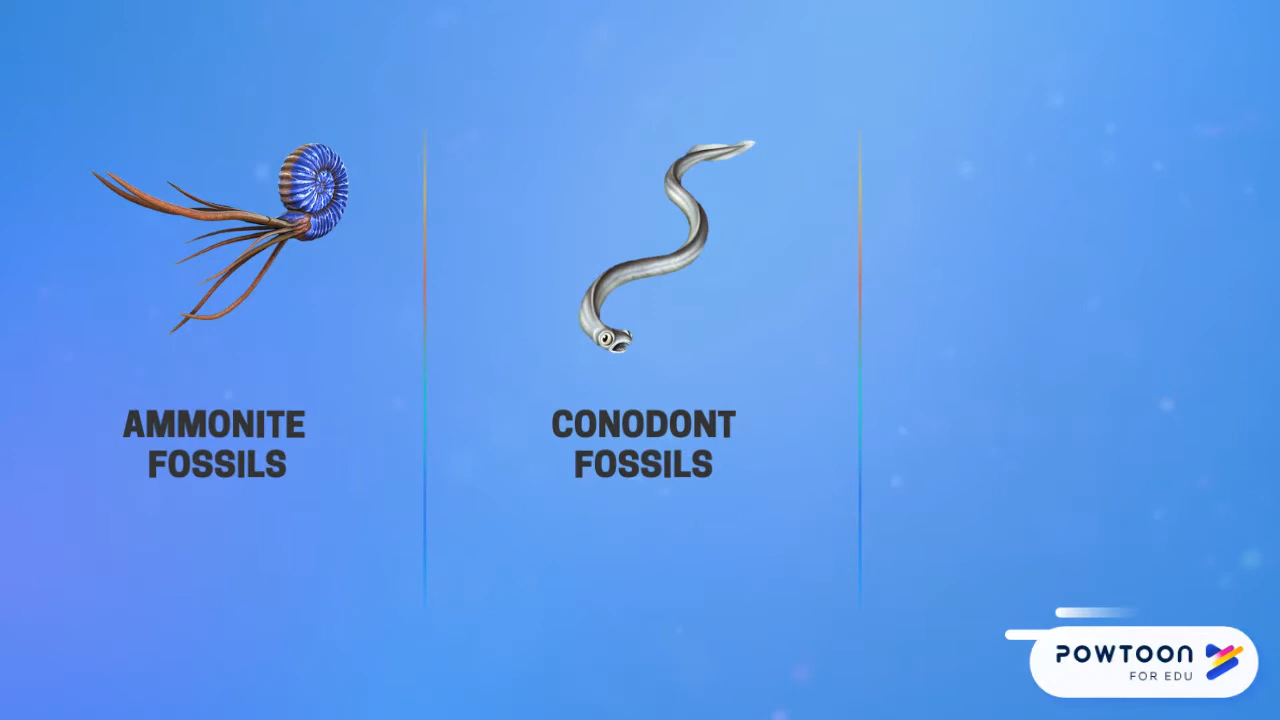 AMMONITE
FOSSILS
CONODONT
FOSSILS
POWTOON
FOR EDU